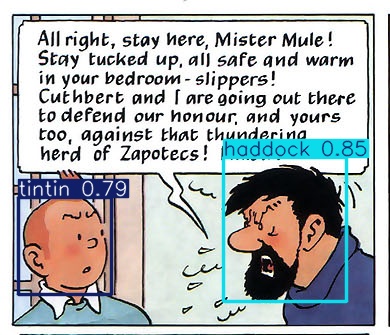 All right, stay here, Mister Mule!
Stay tucked up, all safe and warm
in your bedroom-slippers!
Cuthbert and I are going out there
to defend our honour, and yours
too, against that thundering
herd of Zapotecs!
haddock 0.85
tintin 0.79